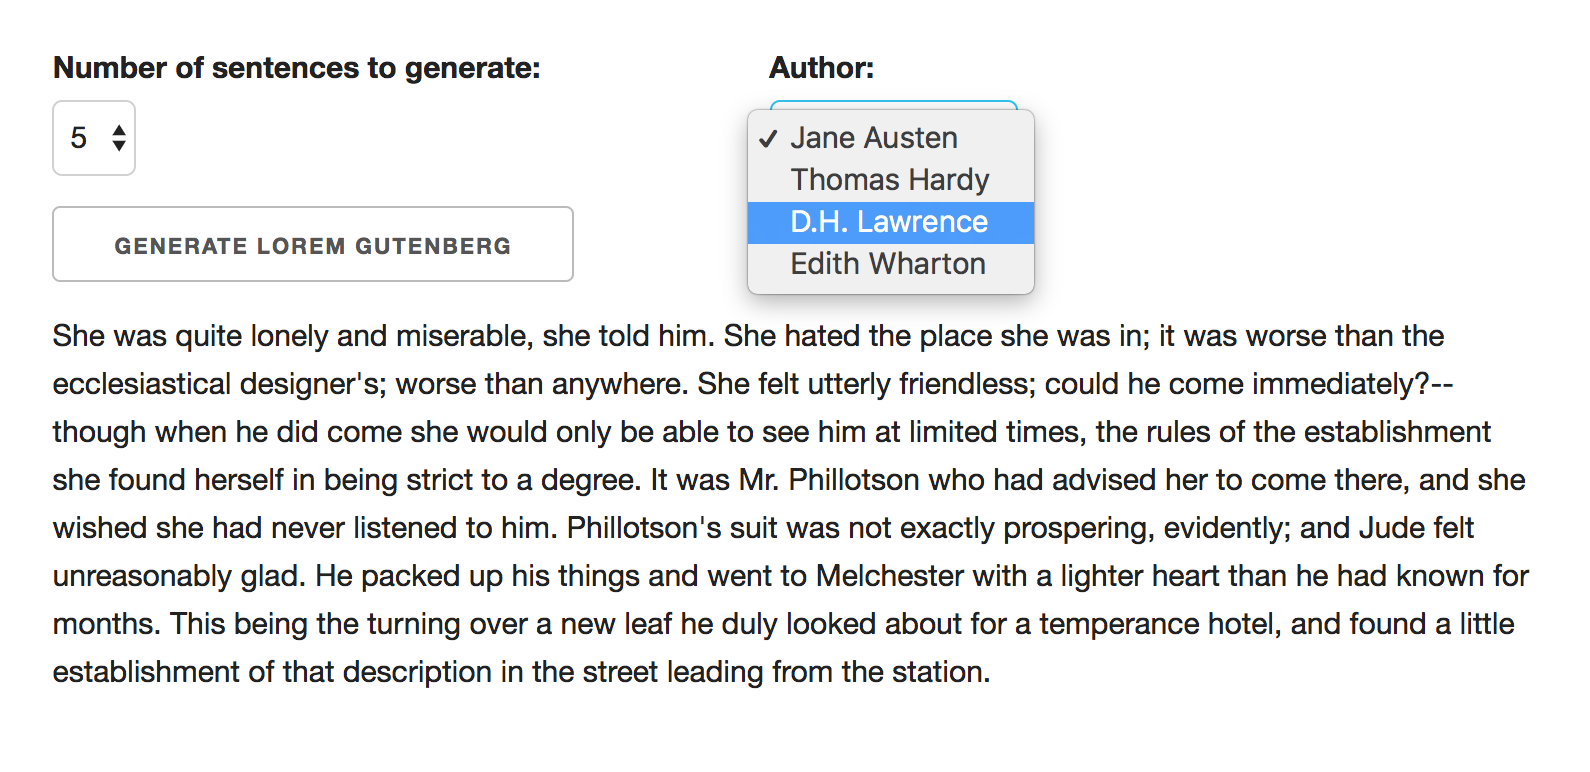 Number of sentences to generate:
Author:
5
✓ Jane Austen
Thomas Hardy
D.H. Lawrence
Edith Wharton
GENERATE LOREM GUTENBERG
She was quite lonely and miserable, she told him. She hated the place she was in; it was worse than the
ecclesiastical designer's; worse than anywhere. She felt utterly friendless; could he come immediately?--
though when he did come she would only be able to see him at limited times, the rules of the establishment
she found herself in being strict to a degree. It was Mr. Phillotson who had advised her to come there, and she
wished she had never listened to him. Phillotson's suit was not exactly prospering, evidently; and Jude felt
unreasonably glad. He packed up his things and went to Melchester with a lighter heart than he had known for
months. This being the turning over a new leaf he duly looked about for a temperance hotel, and found a little
establishment of that description in the street leading from the station.